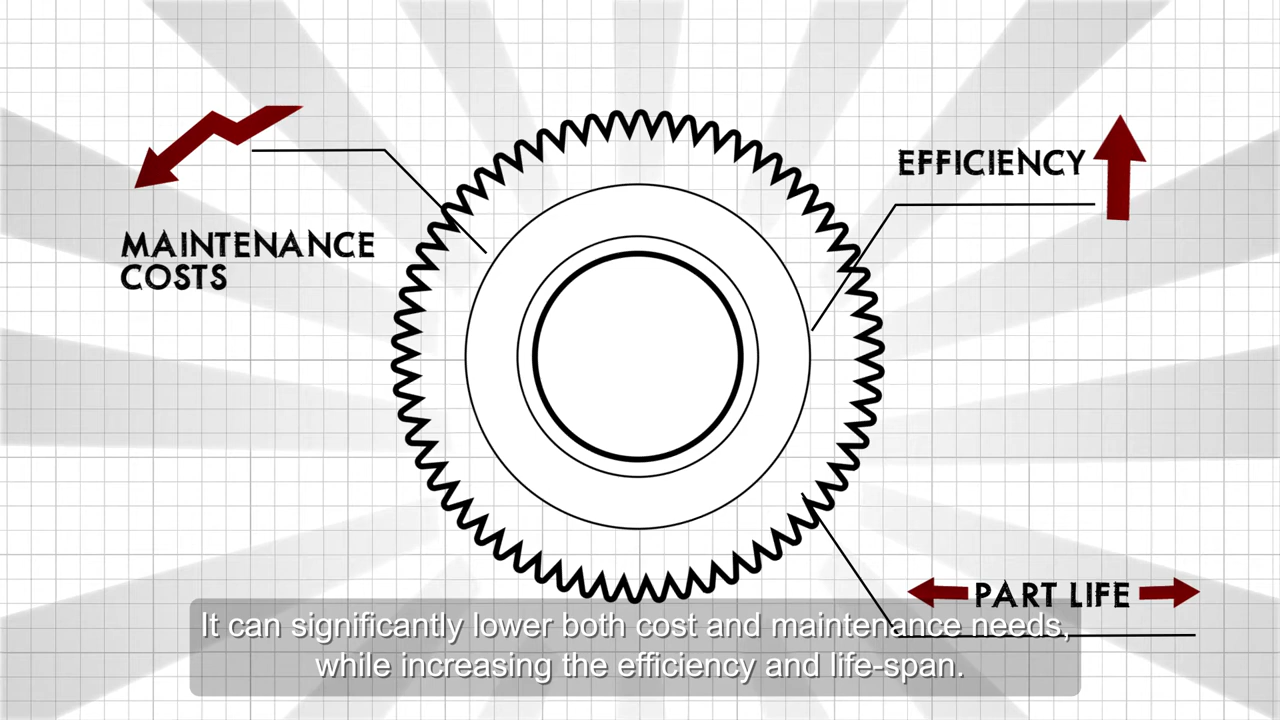 EFFICIENCY
MAINTENANCE
COSTS
PART LIFE
It can significantly lower both cost and maintenance needs,
while increasing the efficiency and life-span.